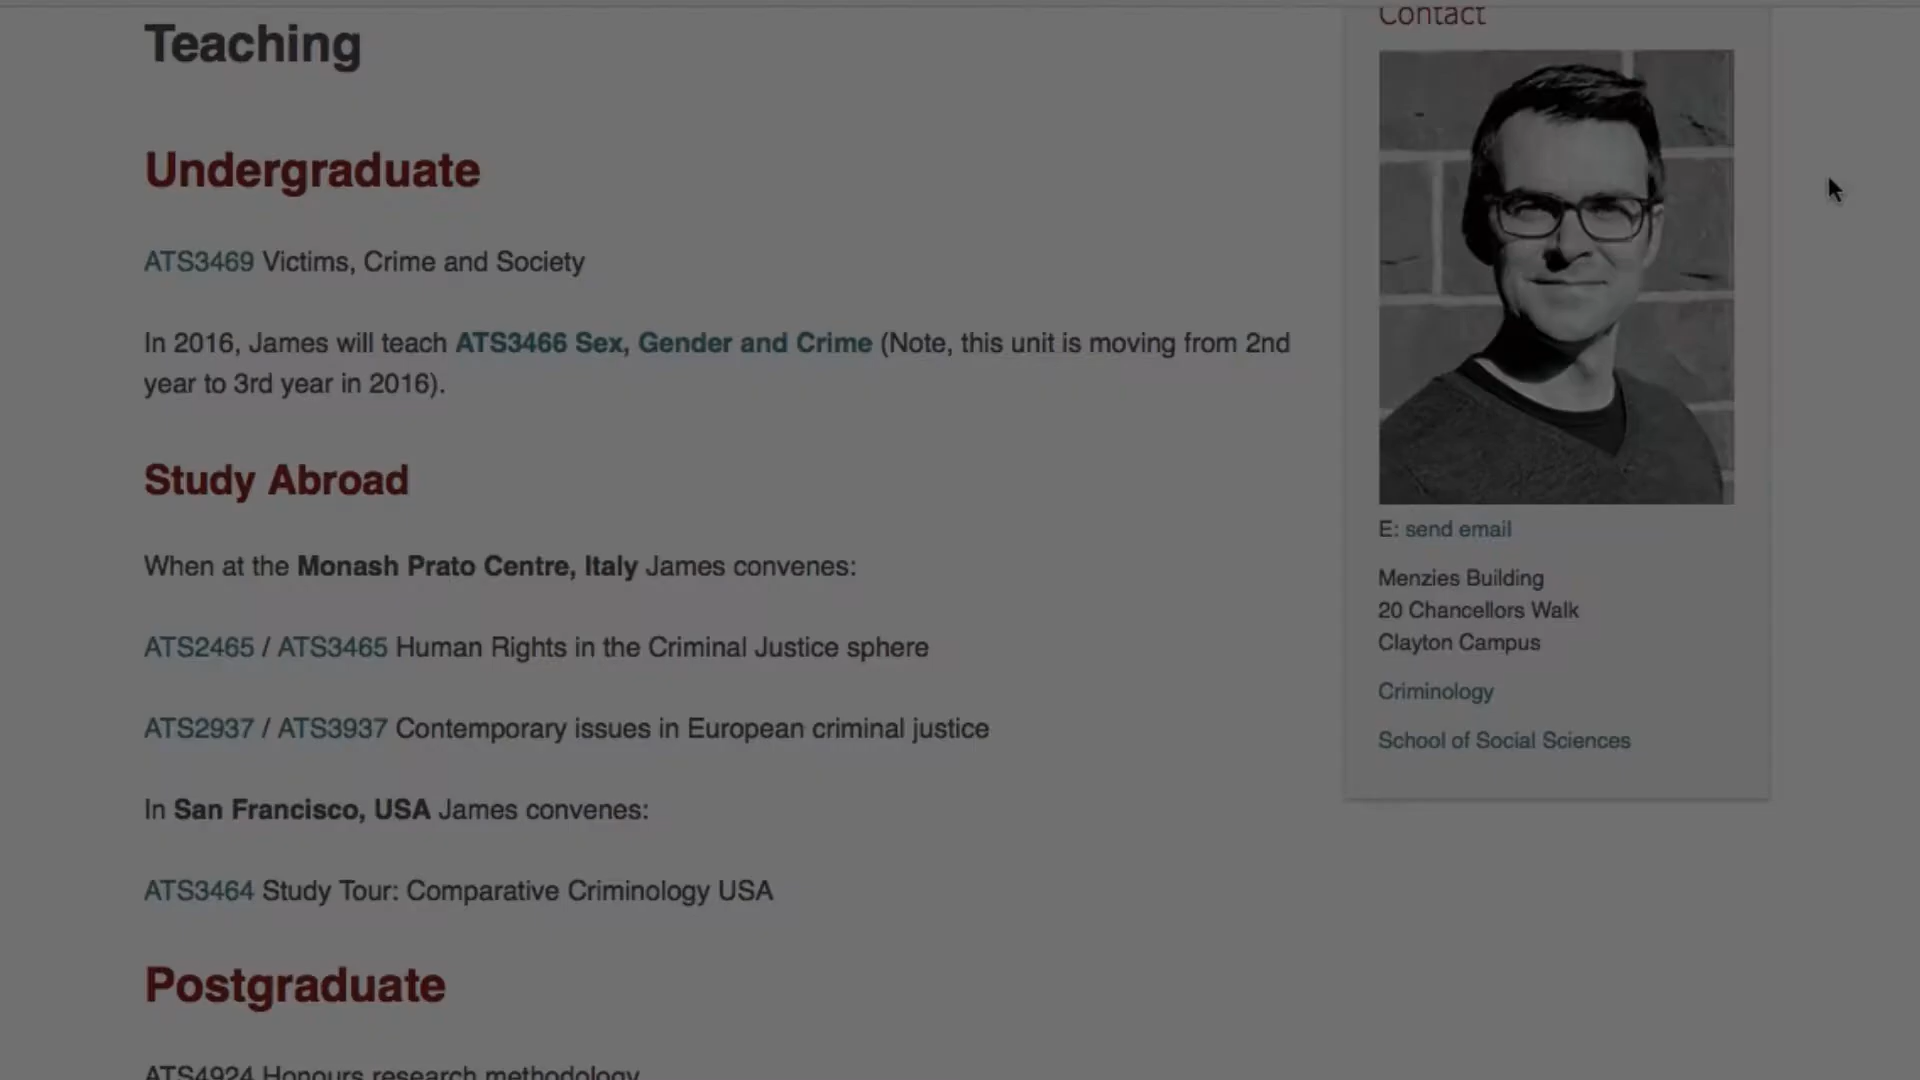 Teaching
Undergraduate
ATS3469 Victims, Crime and Society
In 2016, James will teach ATS3466 Sex, Gender and Crime (Note, this unit is moving from 2nd
year to 3rd year in 2016).
Study Abroad
When at the Monash Prato Centre, Italy James convenes:
ATS2465 / ATS3465 Human Rights in the Criminal Justice sphere
ATS2937 / ATS3937 Contemporary issues in European criminal justice
In San Francisco, USA James convenes:
ATS3464 Study Tour: Comparative Criminology USA
Postgraduate
ATS4924 Honours research methodology
Contact
E: send email
Menzies Building
20 Chancellors Walk
Clayton Campus
Criminology
School of Social Sciences